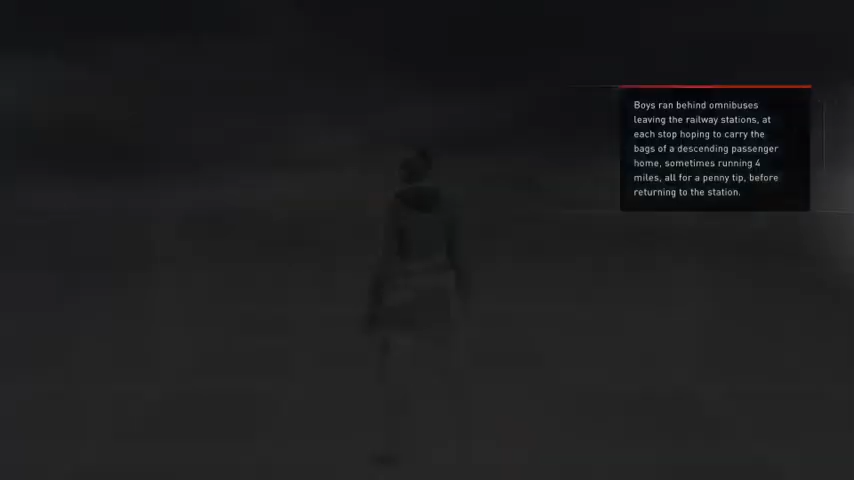 Boys ran behind omnibuses
leaving the railway stations, at
each stop hoping to carry the
bags of a descending passenger
home, sometimes running 4
miles, all for a penny tip, before
returning to the station.